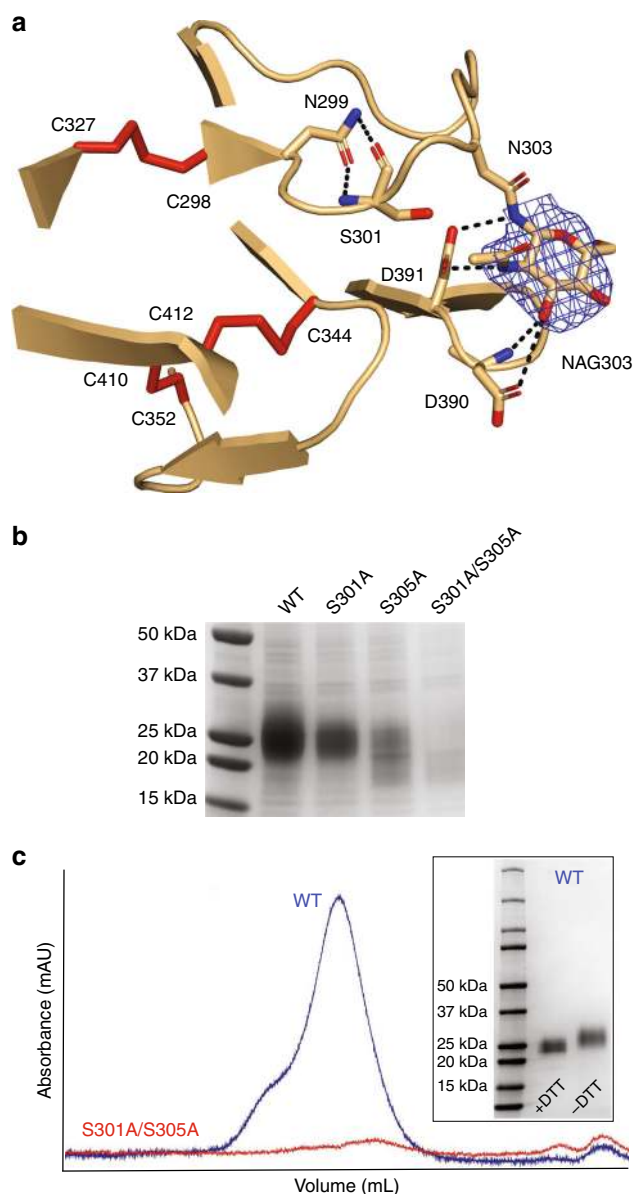 a
N299
C327
N303
C298
S301
D391
C412
C344
C410
NAG303
D390
C352
b
WT
S301A
S305A
S301A/S305A
50 kDa
37 kDa
25 kDa
20 kDa
15 kDa
c
WT
WT
Absorbance (mAU)
50 kDa
37 kDa
25 kDa
20 kDa
15 kDa
+DTT
–DTT
S301A/S305A
Volume (mL)